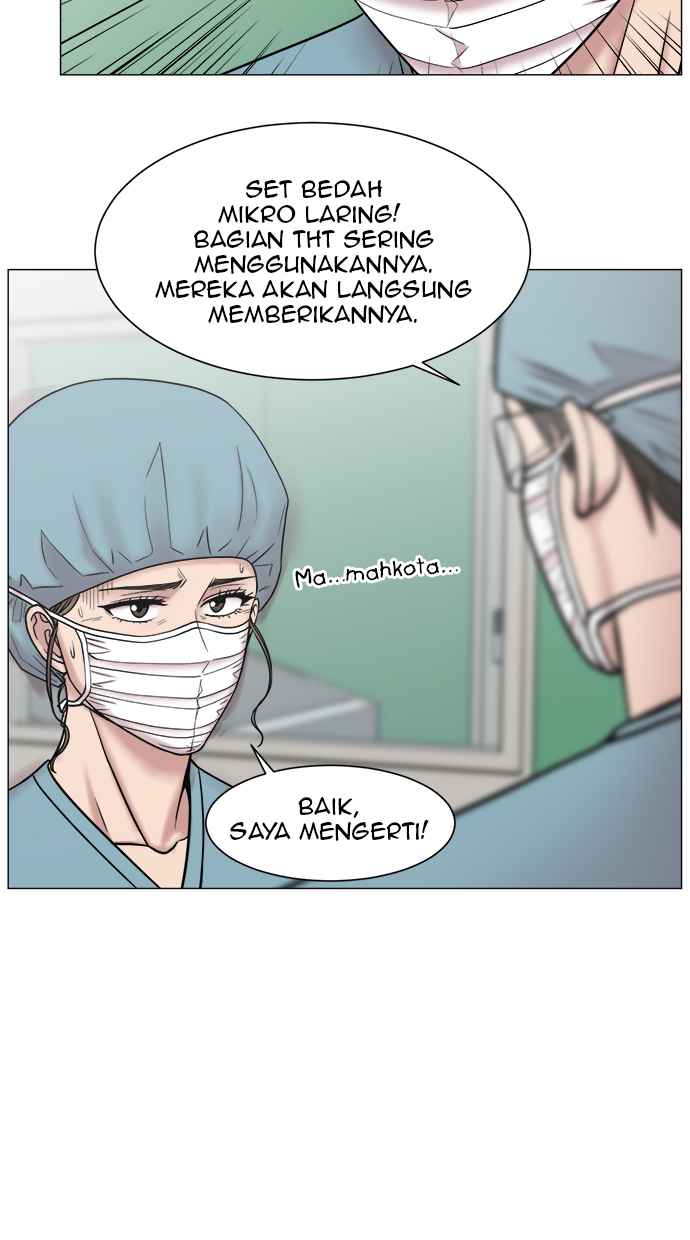 SET BEDAH
MIKRO LARING!
BAGIAN THT SERING
MENGGUNAKANNYA.
MEREKA AKAN LANGSUNG
MEMBERIKANNYA.
Ma...mahkota...
BAIK,
SAYA MENGERTI!